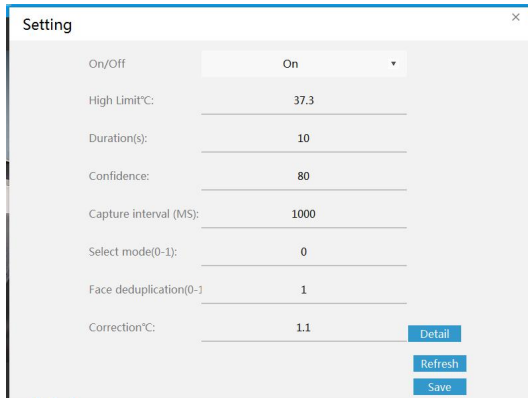 Setting
×
On/Off On
High Limit°C: 37.3
Duration(s): 10
Confidence: 80
Capture interval (MS): 1000
Select mode(0-1): 0
Face deduplication(0-1 1
Correction°C: 1.1
Detail
Refresh
Save